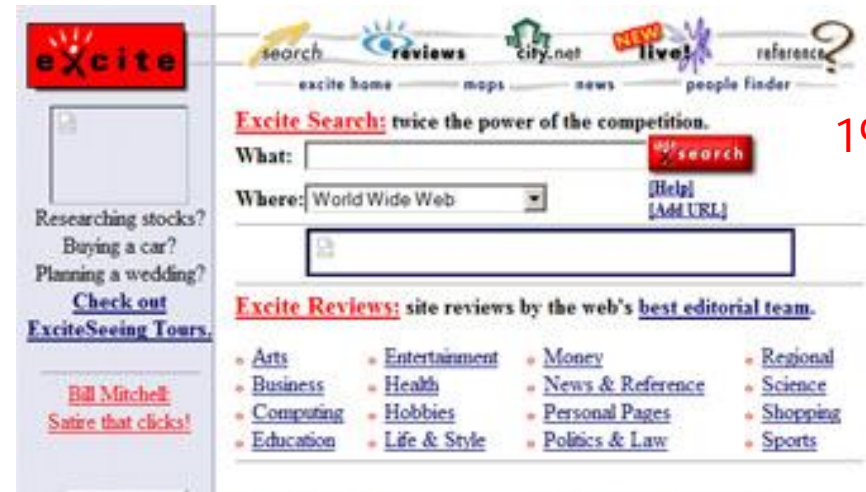 excite
search reviews city.net NEW live! reference
excite home maps news people finder
Excite Search: twice the power of the competition.
What: search
19
Where: World Wide Web
[Help]
[Add URL]
Researching stocks?
Buying a car?
Planning a wedding?
Check out
ExciteSeeing Tours.
Bill Mitchell:
Satire that clicks!
Excite Reviews: site reviews by the web's best editorial team.
Arts Entertainment Money Regional
Business Health News & Reference Science
Computing Hobbies Personal Pages Shopping
Education Life & Style Politics & Law Sports